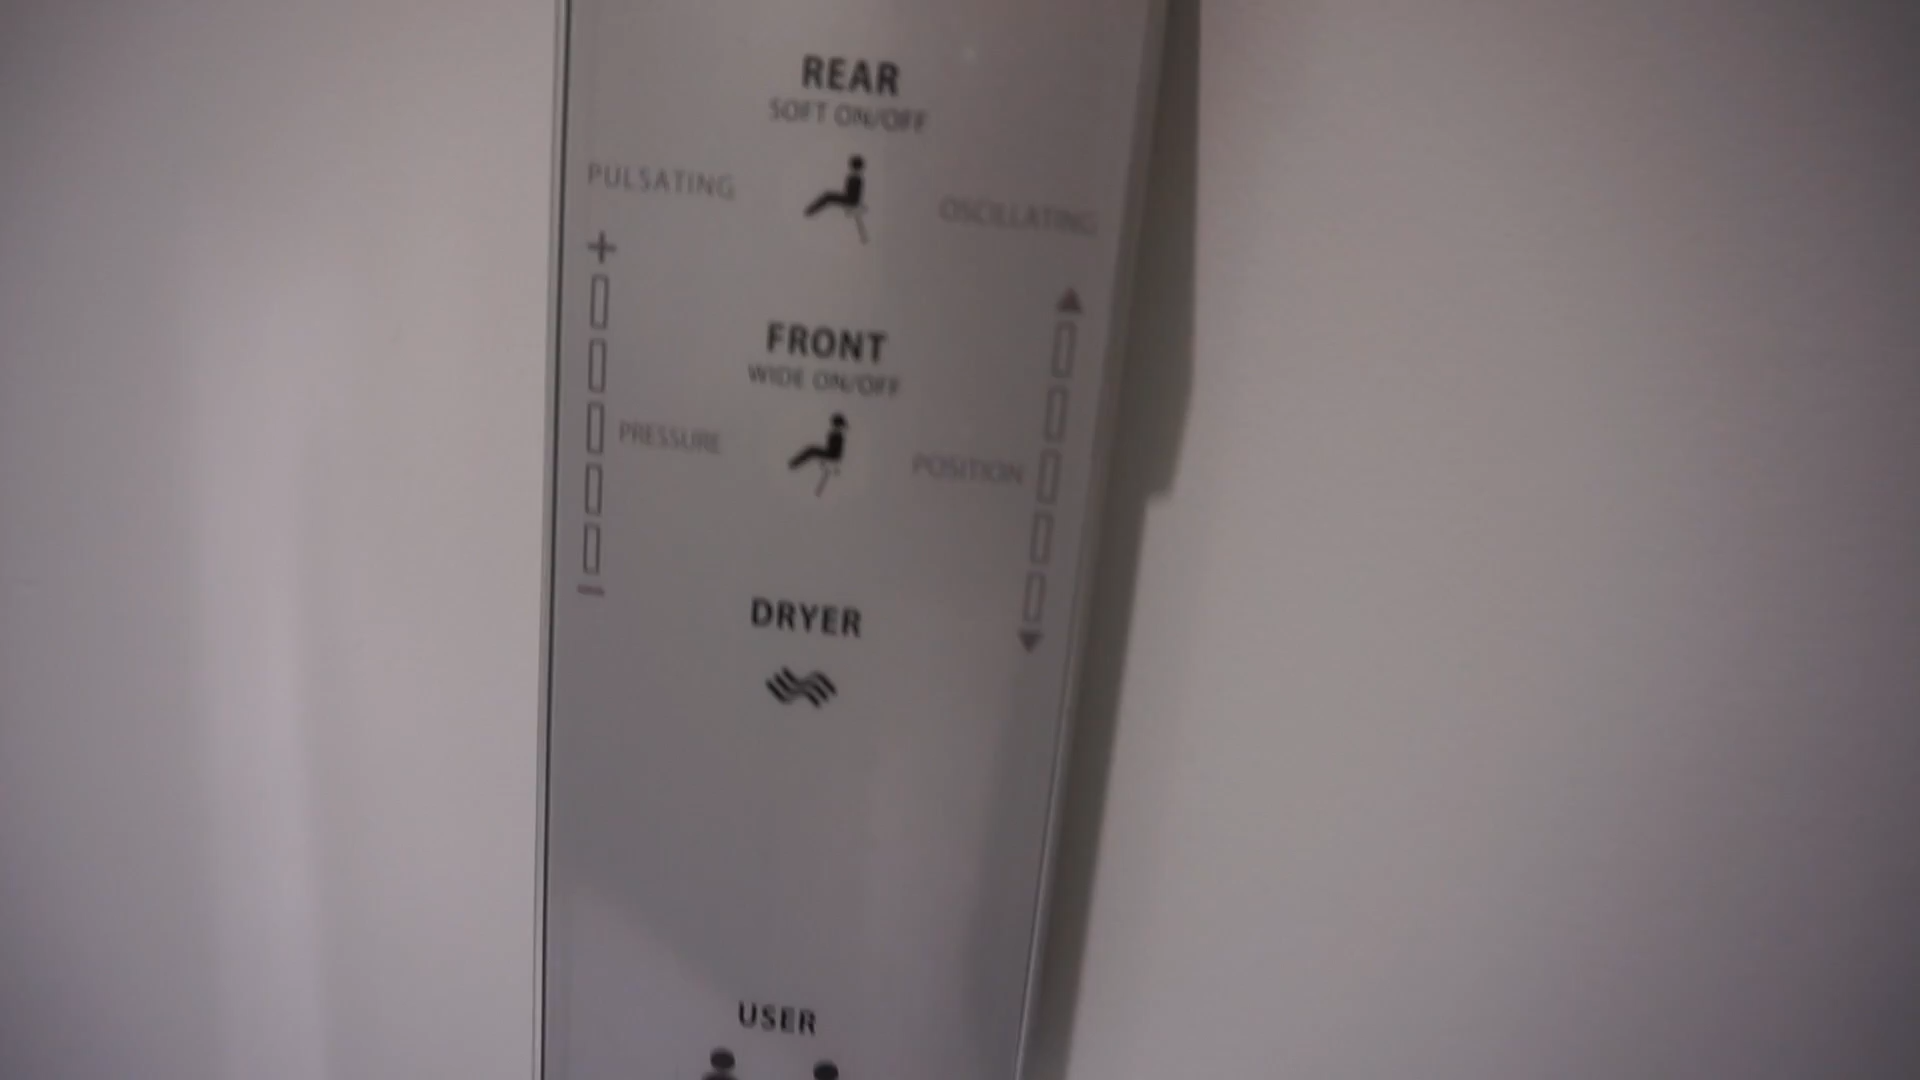 REAR
SOFT ON/OFF
PULSATING
OSCILLATING
+
FRONT
WIDE ON/OFF
PRESSURE
POSITION
−
DRYER
USER